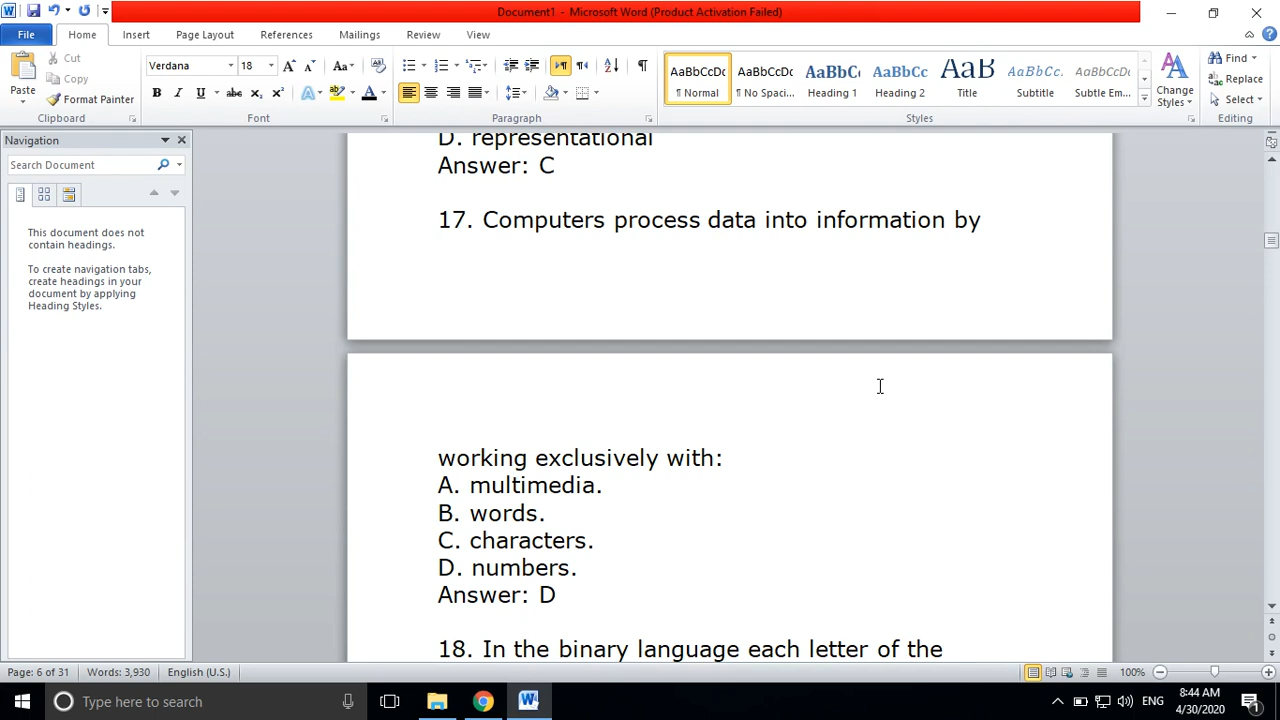 Document1 - Microsoft Word (Product Activation Failed)
File Home Insert Page Layout References Mailings Review View
Paste
Cut
Copy
Format Painter
Clipboard
Verdana 18
Font
Paragraph
AaBbCcDc AaBbCcDc AaBbC AaBbCc AaB AaBbCc. AaBbCcDc
¶ Normal ¶ No Spaci... Heading 1 Heading 2 Title Subtitle Subtle Em...
Change
Styles
Styles
Find
Replace
Select
Editing
Navigation
Search Document
This document does not
contain headings.
To create navigation tabs,
create headings in your
document by applying
Heading Styles.
D. representational
Answer: C
17. Computers process data into information by
working exclusively with:
A. multimedia.
B. words.
C. characters.
D. numbers.
Answer: D
18. In the binary language each letter of the
Page: 6 of 31 Words: 3,930 English (U.S.) 100%
Type here to search
ENG
8:44 AM
4/30/2020